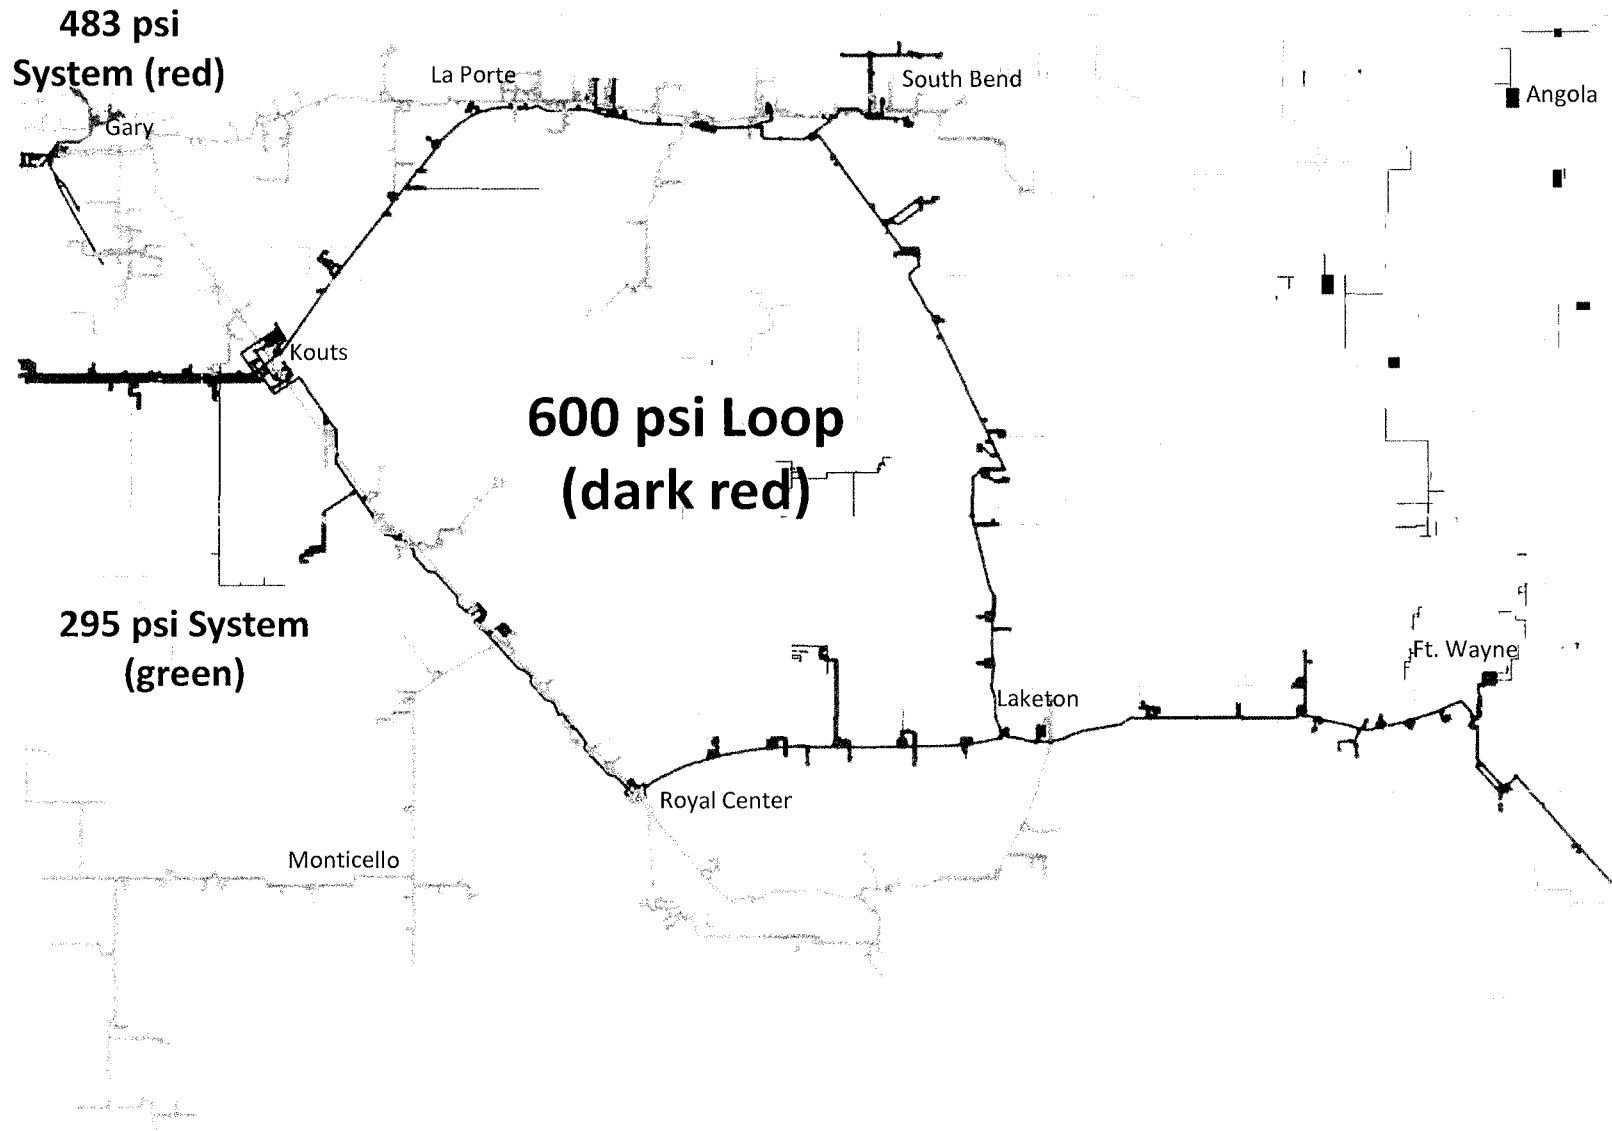 483 psi
System (red)
La Porte
South Bend
Angola
Gary
Kouts
600 psi Loop
(dark red)
295 psi System
(green)
Ft. Wayne
Laketon
Royal Center
Monticello